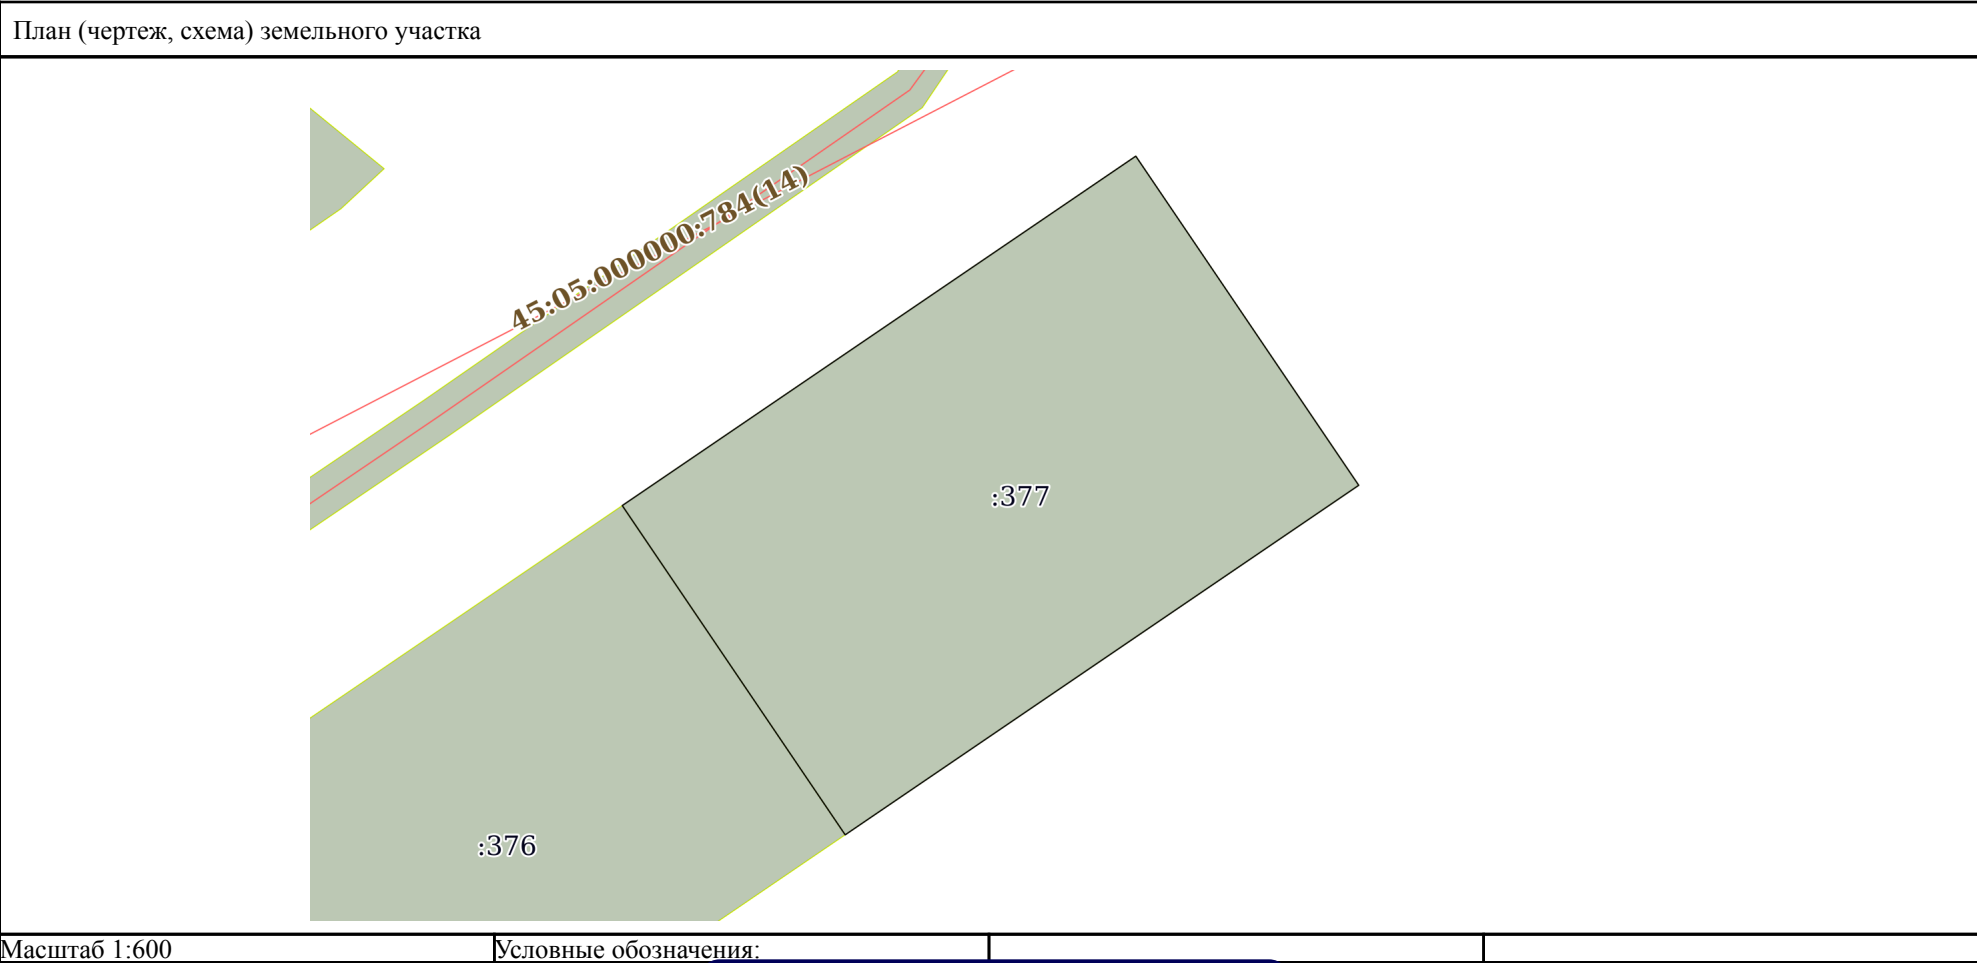 План (чертеж, схема) земельного участка
45:05:000000:784(14)
:377
:376
Масштаб 1:600
Условные обозначения: